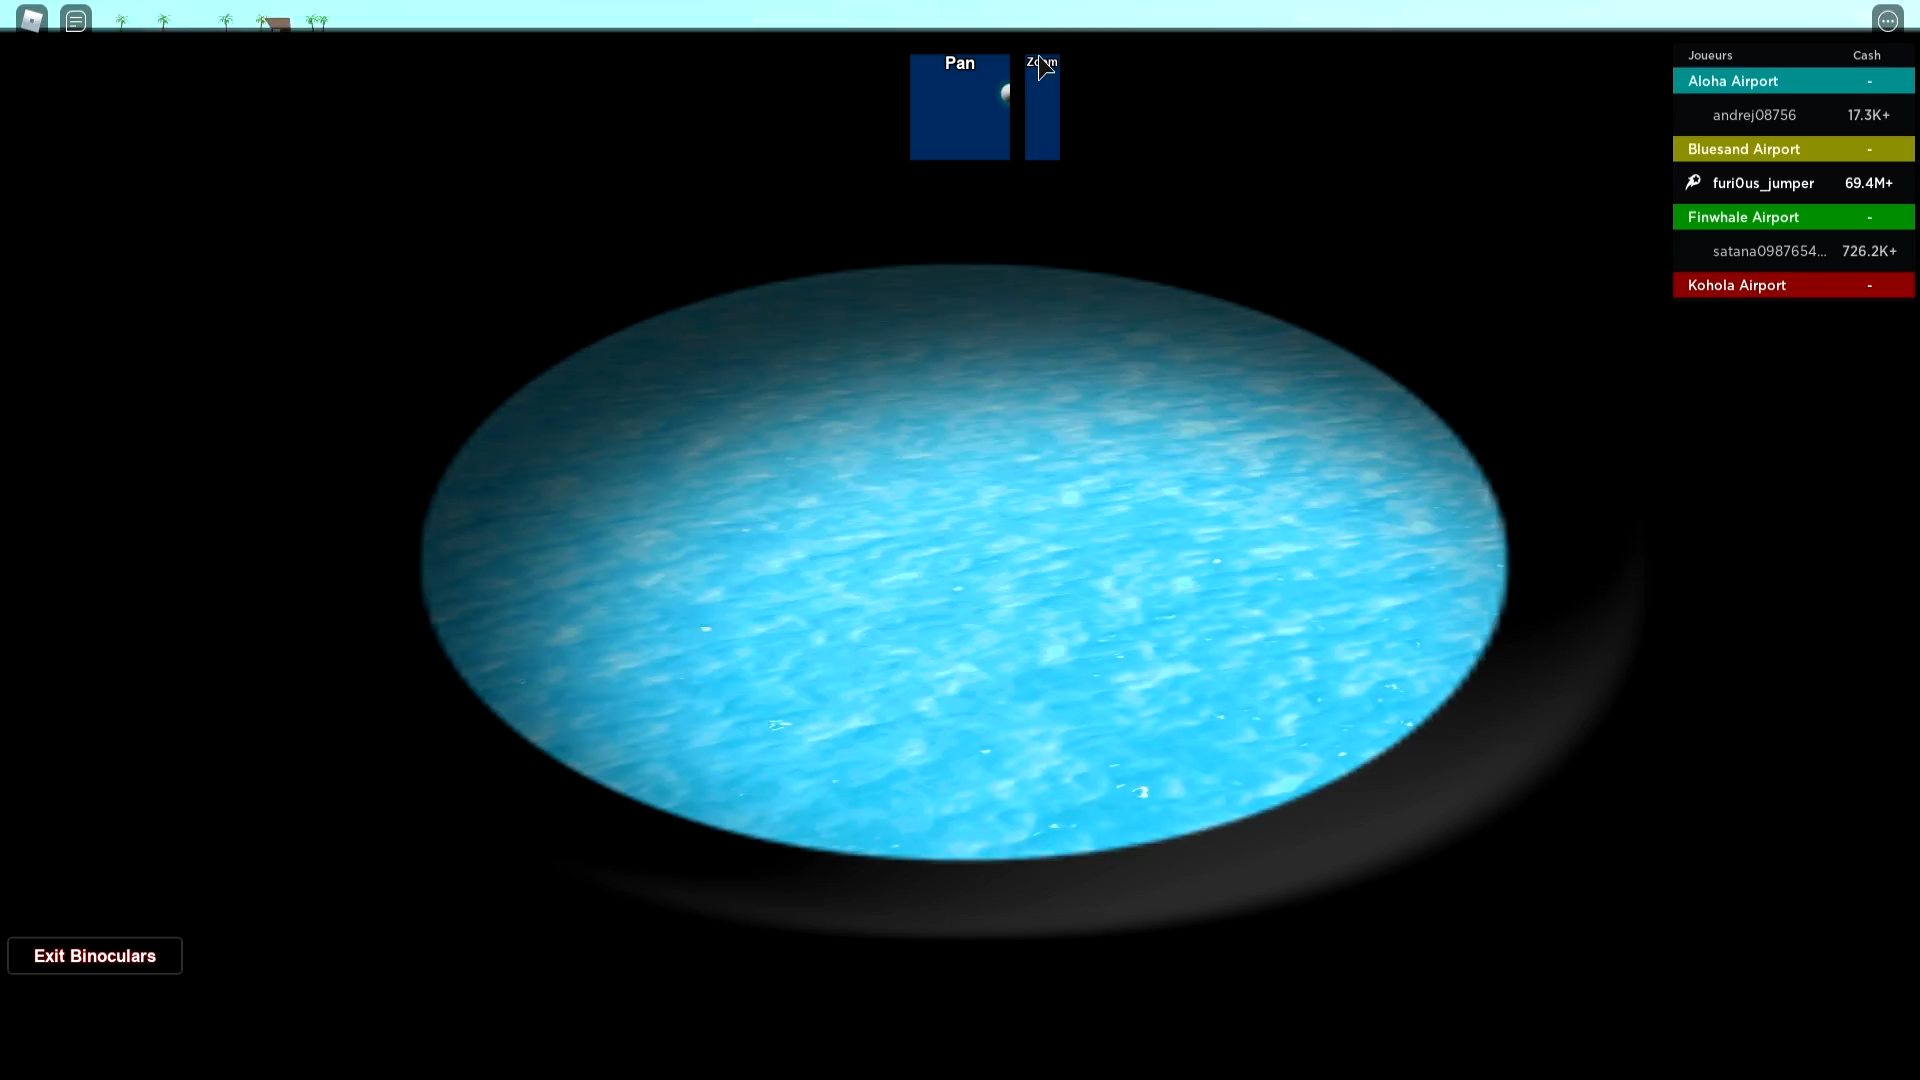 Pan
Zoom
Joueurs Cash
Aloha Airport -
andrej08756 17.3K+
Bluesand Airport -
furi0us_jumper 69.4M+
Finwhale Airport -
satana0987654... 726.2K+
Kohola Airport -
Exit Binoculars